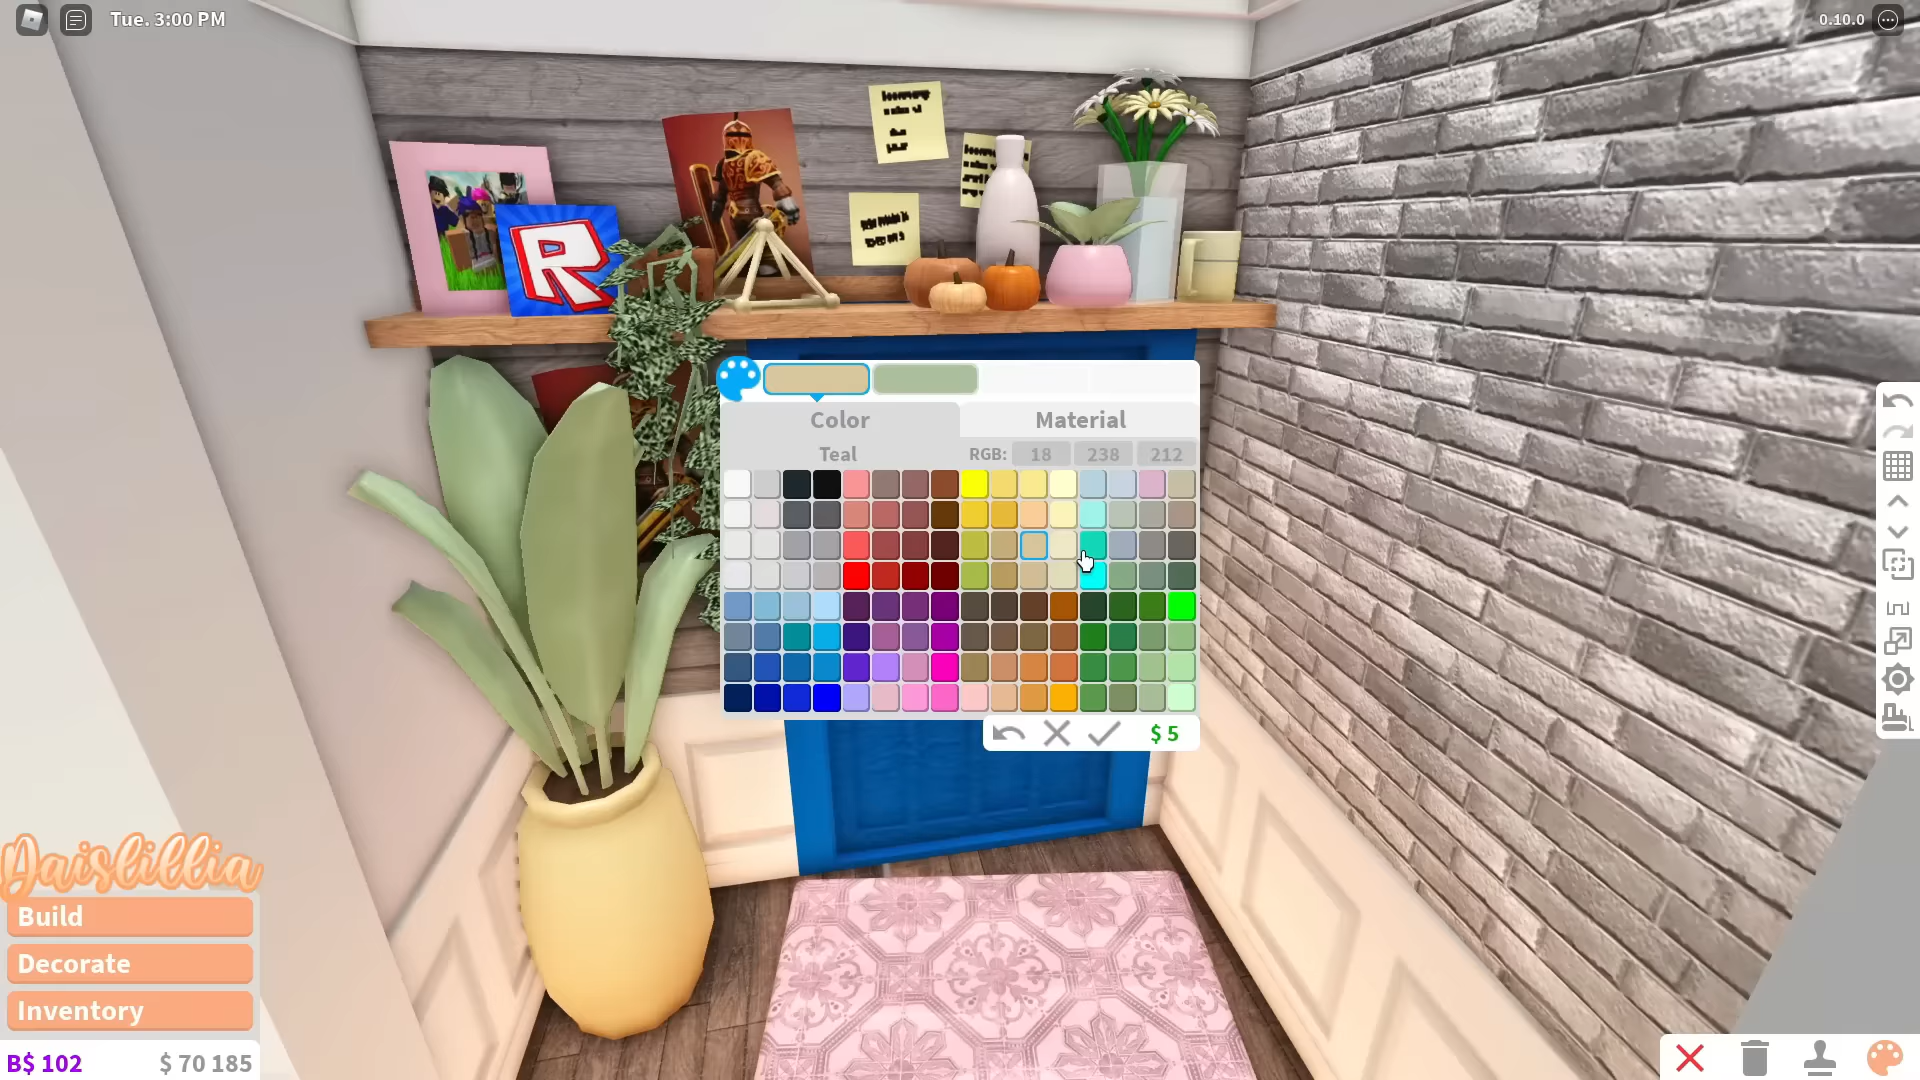 Tue. 3:00 PM
0.10.0
R
Color
Material
Teal
RGB: 18 238 212
$ 5
Daislillia
Build
Decorate
Inventory
B$ 102
$ 70 185